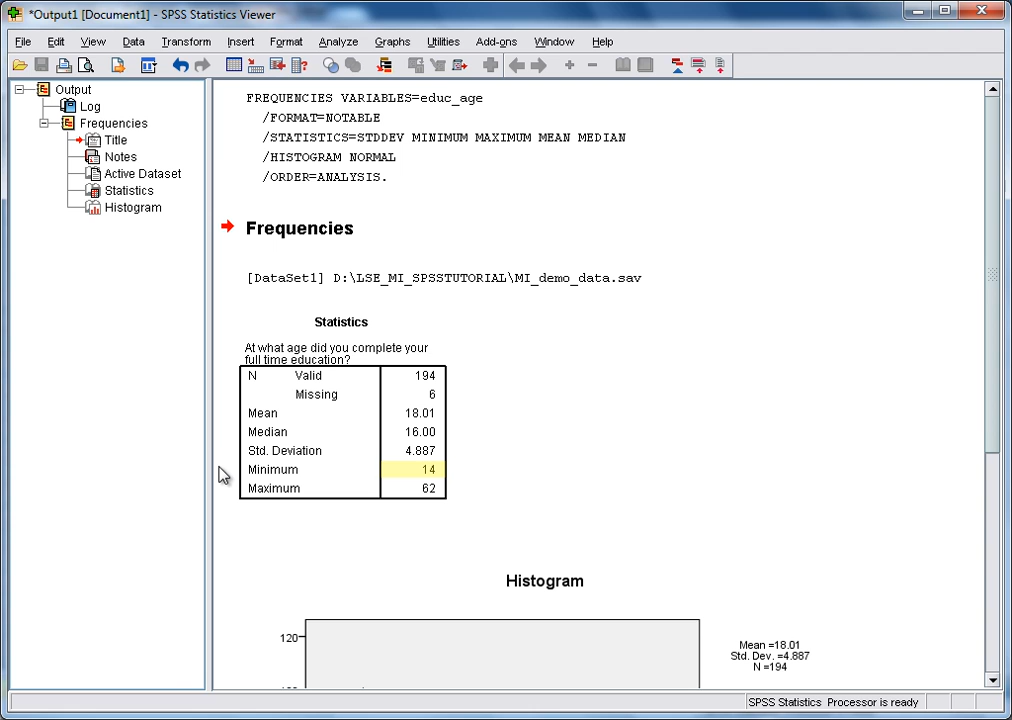 *Output1 [Document1] - SPSS Statistics Viewer
File Edit View Data Transform Insert Format Analyze Graphs Utilities Add-ons Window Help
Output
Log
Frequencies
Title
Notes
Active Dataset
Statistics
Histogram
FREQUENCIES VARIABLES=educ_age
/FORMAT=NOTABLE
/STATISTICS=STDDEV MINIMUM MAXIMUM MEAN MEDIAN
/HISTOGRAM NORMAL
/ORDER=ANALYSIS.
Frequencies
[DataSet1] D:\LSE_MI_SPSSTUTORIAL\MI_demo_data.sav
Statistics
At what age did you complete your
full time education?
N Valid 194
Missing 6
Mean 18.01
Median 16.00
Std. Deviation 4.887
Minimum 14
Maximum 62
Histogram
120
Mean =18.01
Std. Dev. =4.887
N =194
SPSS Statistics Processor is ready